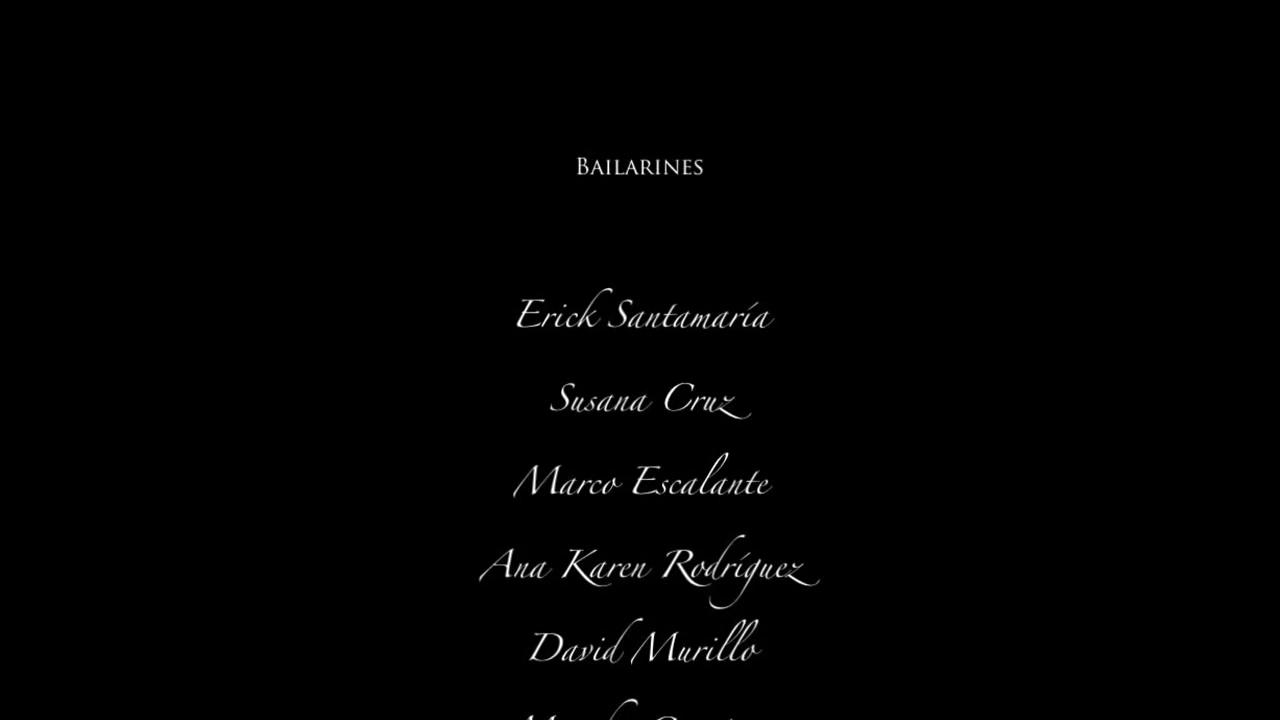 Bailarines
Erick Santamaría
Susana Cruz
Marco Escalante
Ana Karen Rodríguez
David Murillo